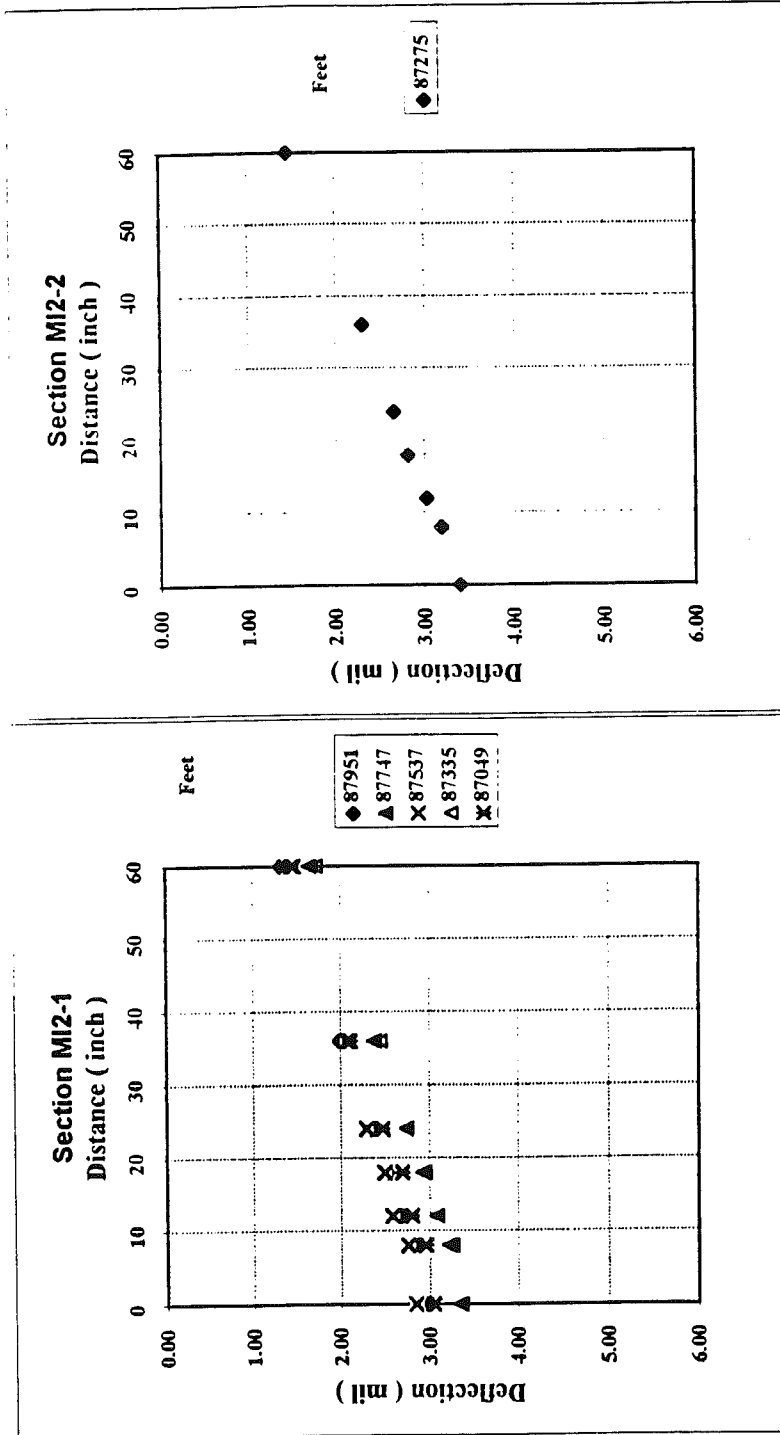 Section MI2-1
Distance ( inch )
0 10 20 30 40 50 60
0.00
1.00
2.00
3.00
4.00
5.00
6.00
Deflection ( mil )
Feet
87951
87747
87537
87335
87049
Section MI2-2
Distance ( inch )
0 10 20 30 40 50 60
0.00
1.00
2.00
3.00
4.00
5.00
6.00
Deflection ( mil )
Feet
87275